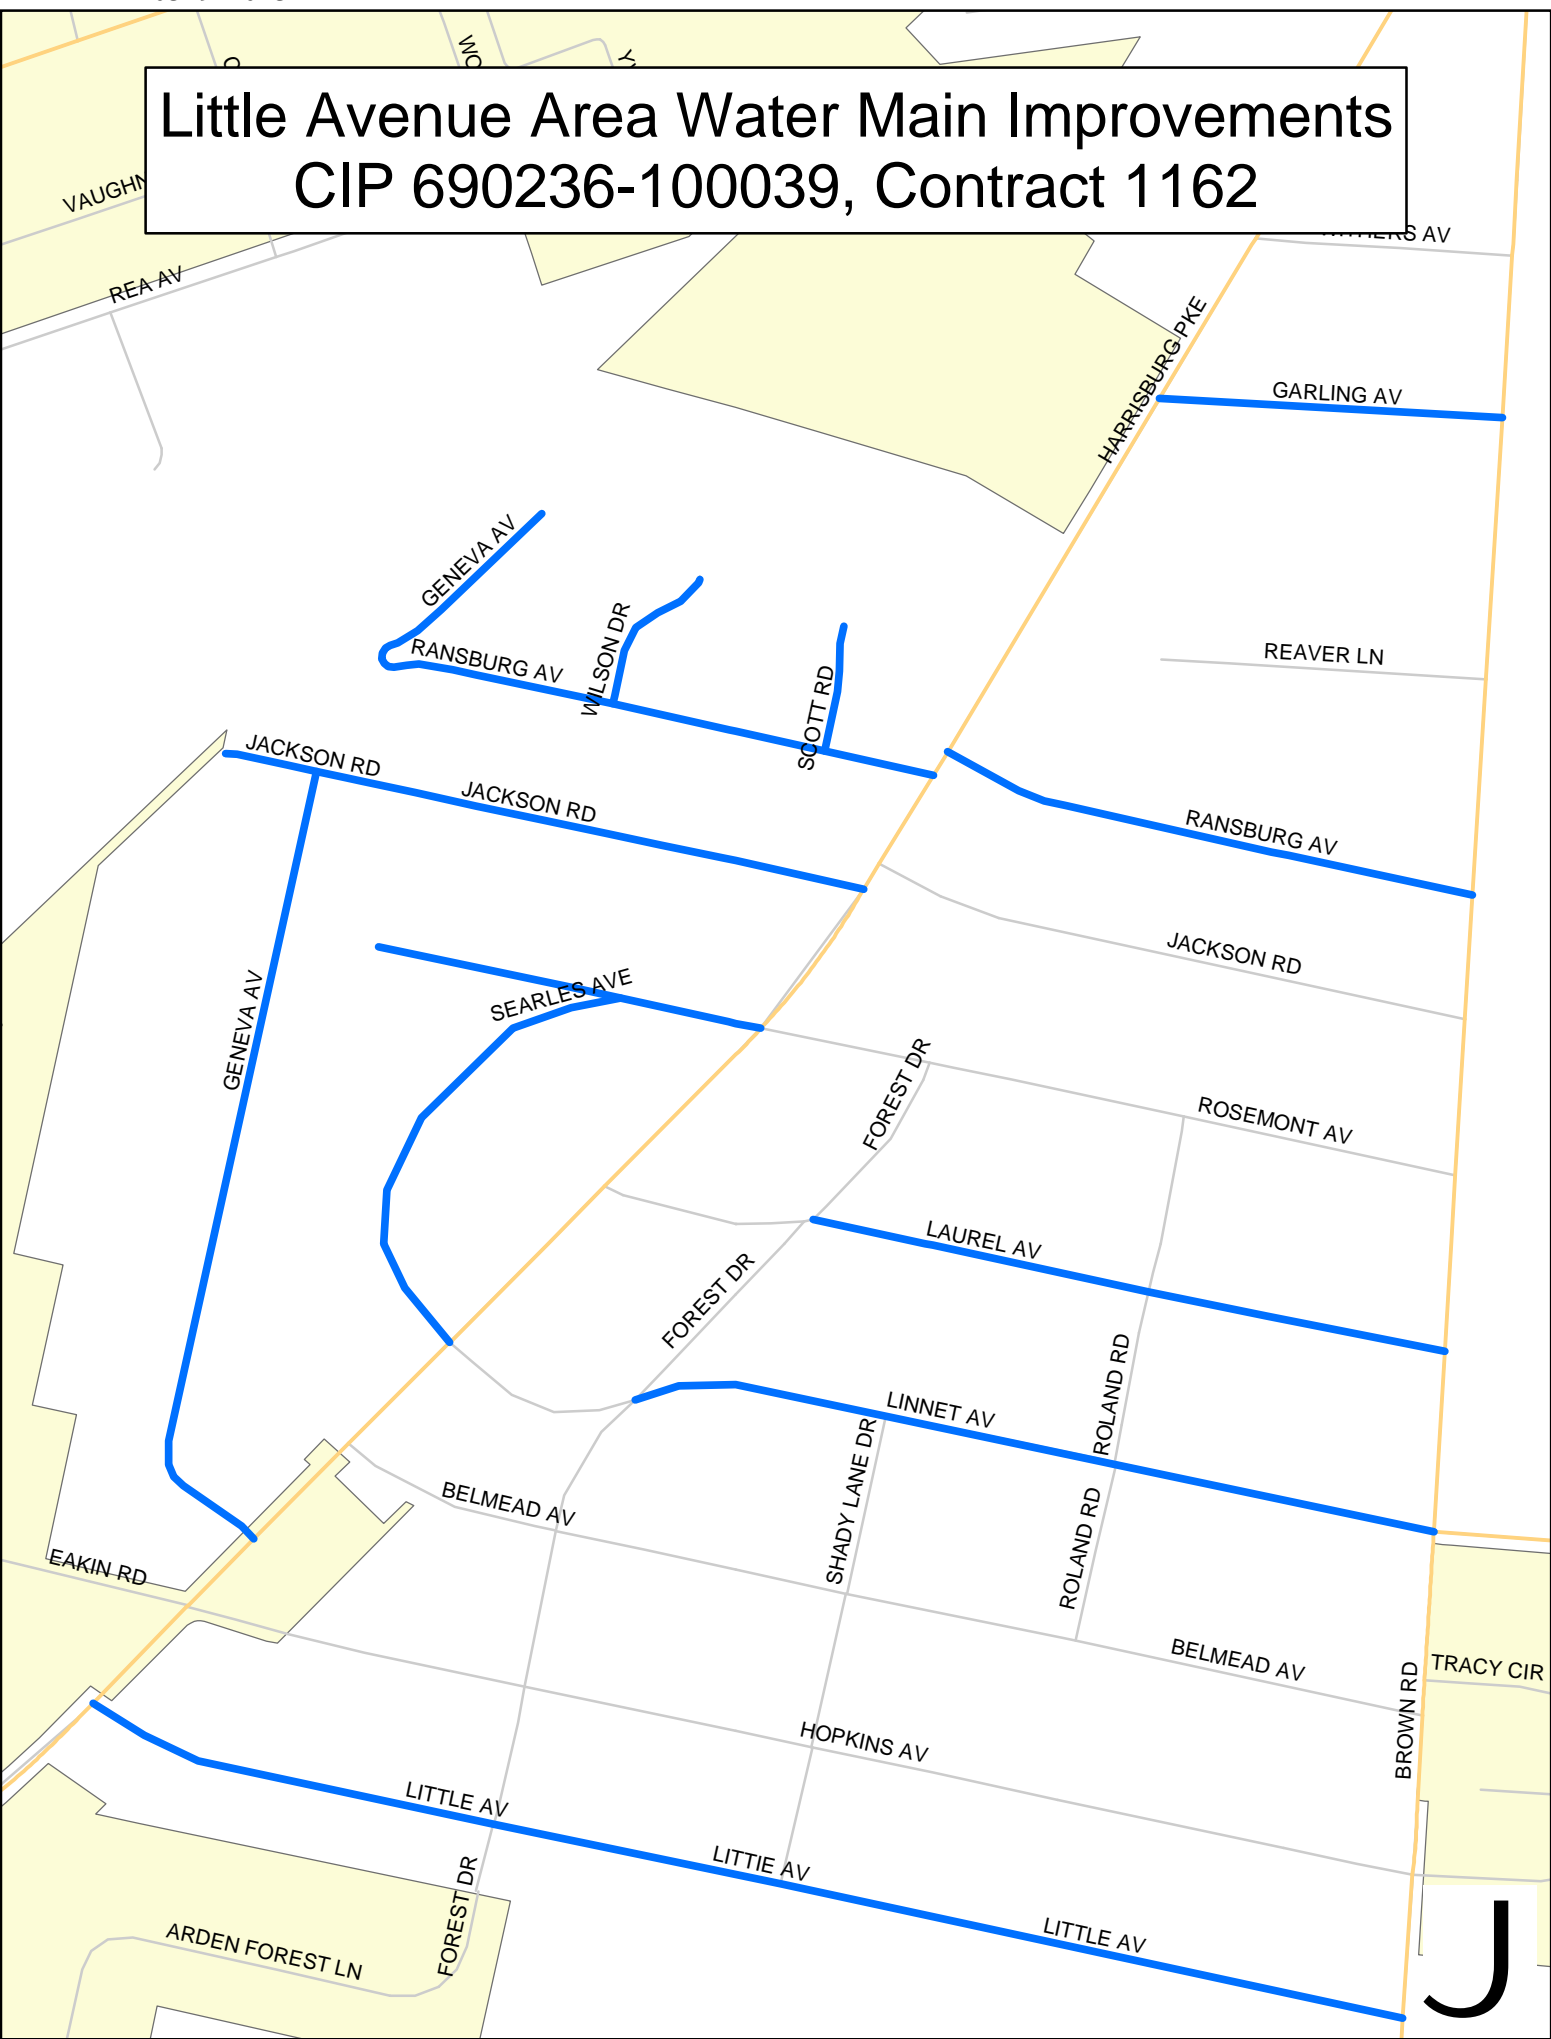 Little Avenue Area Water Main Improvements
CIP 690236-100039, Contract 1162
REA AV
HARRISBURG PKE
GARLING AV
GENEVA AV
WILSON DR
RANSBURG AV
SCOTT RD
REAVER LN
JACKSON RD
JACKSON RD
RANSBURG AV
JACKSON RD
SEARLES AVE
GENEVA AV
FOREST DR
ROSEMONT AV
LAUREL AV
FOREST DR
ROLAND RD
LINNET AV
SHADY LANE DR
BELMEAD AV
ROLAND RD
EAKIN RD
BELMEAD AV
TRACY CIR
BROWN RD
HOPKINS AV
LITTLE AV
LITTIE AV
FOREST DR
LITTLE AV
ARDEN FOREST LN